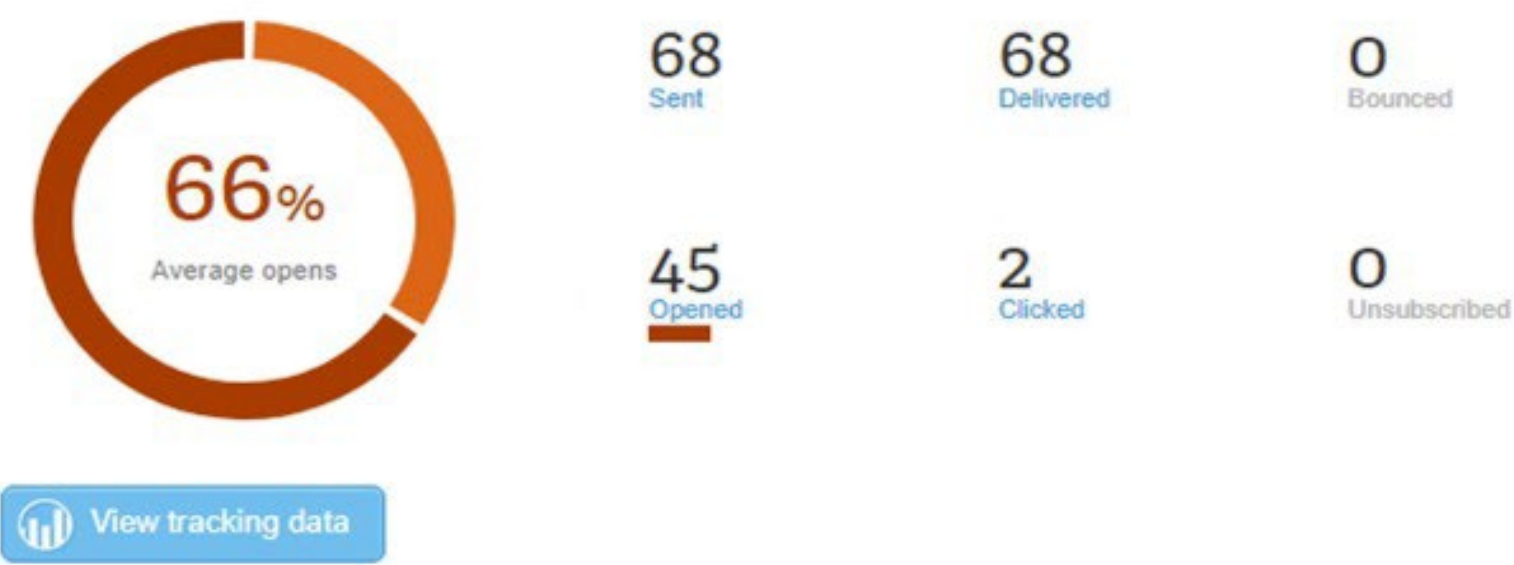 66%
Average opens
68
Sent
68
Delivered
0
Bounced
45
Opened
2
Clicked
0
Unsubscribed
View tracking data